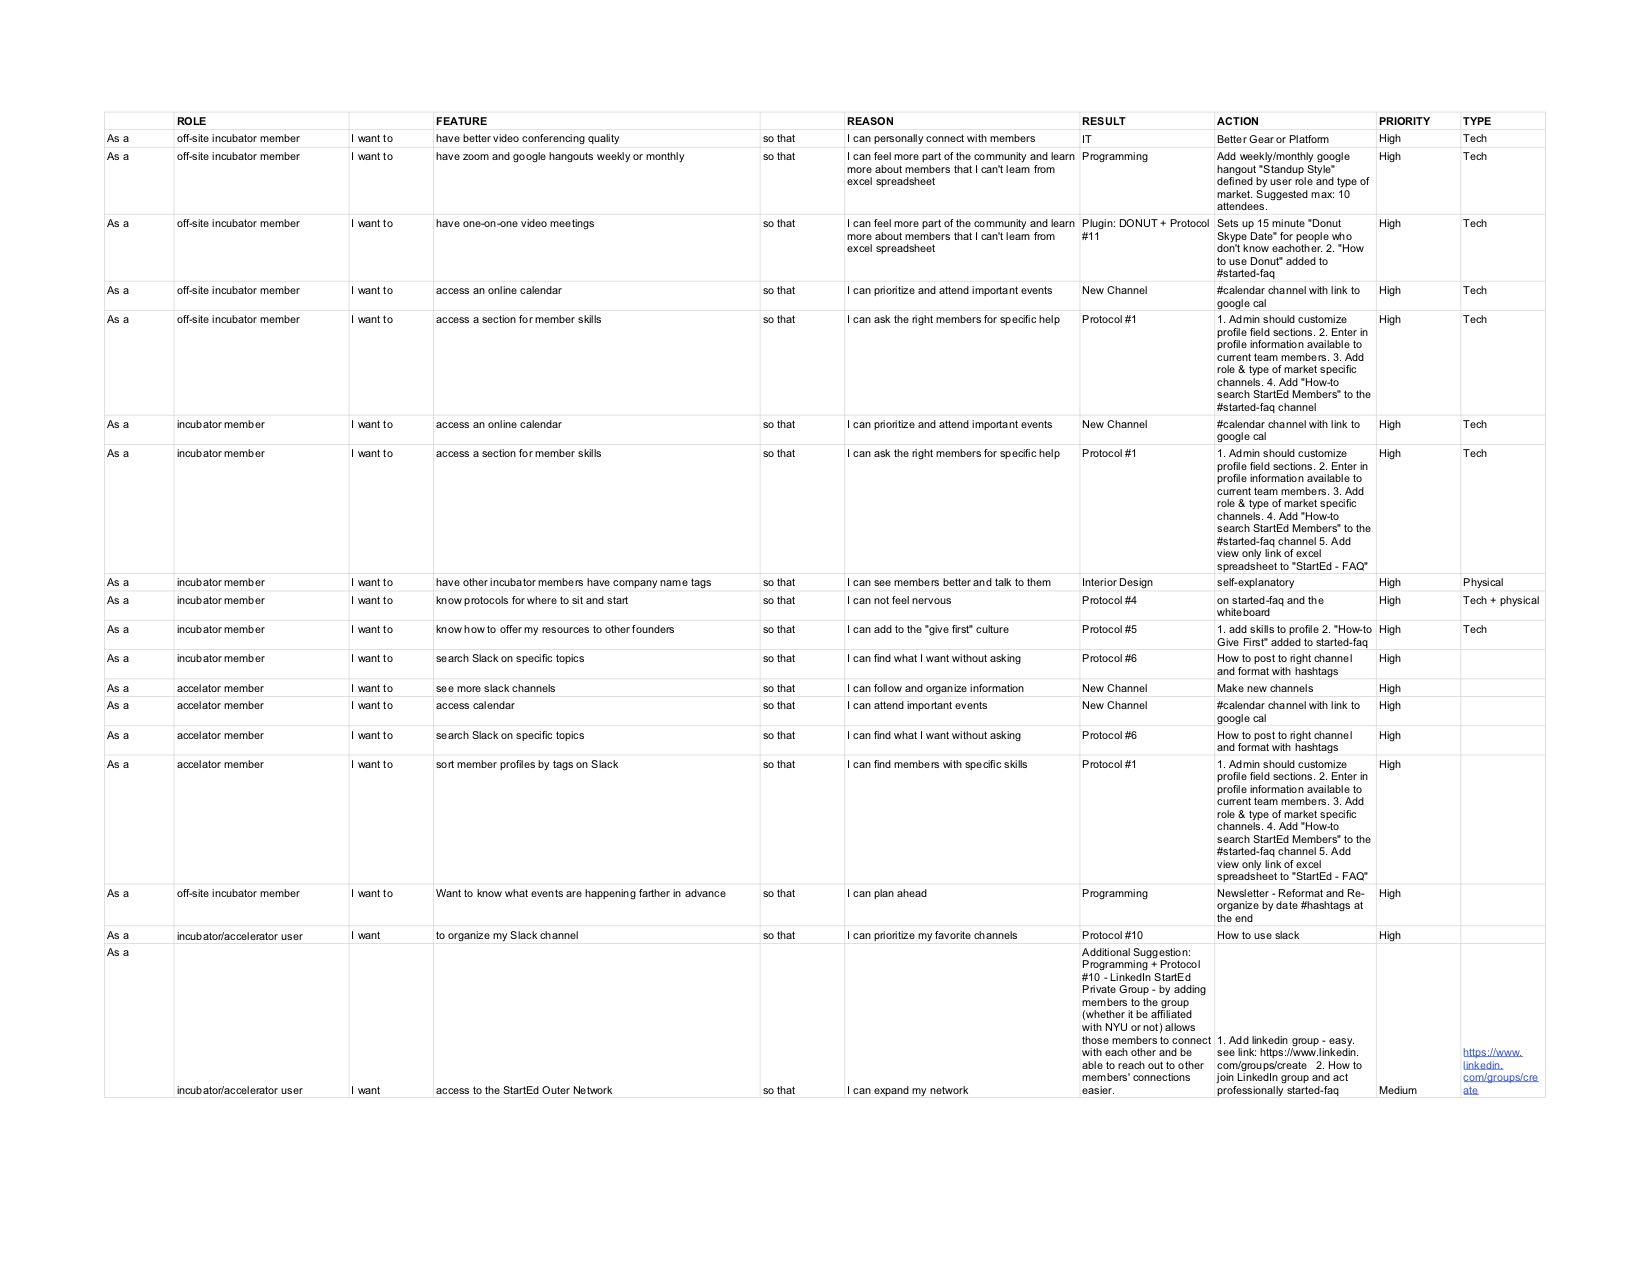 ROLE FEATURE REASON RESULT ACTION PRIORITY TYPE
As a off-site incubator member I want to have better video conferencing quality so that I can personally connect with members IT Better Gear or Platform High Tech
As a off-site incubator member I want to have zoom and google hangouts weekly or monthly so that I can feel more part of the community and learn Programming Add weekly/monthly google High Tech
more about members that I can't learn from hangout "Standup Style"
excel spreadsheet defined by user role and type of
market. Suggested max: 10
attendees.
As a off-site incubator member I want to have one-on-one video meetings so that I can feel more part of the community and learn Plugin: DONUT + Protocol Sets up 15 minute "Donut High Tech
more about members that I can't learn from #11 Skype Date" for people who
excel spreadsheet don't know eachother. 2. "How
to use Donut" added to
#started-faq
As a off-site incubator member I want to access an online calendar so that I can prioritize and attend important events New Channel #calendar channel with link to High Tech
google cal
As a off-site incubator member I want to access a section for member skills so that I can ask the right members for specific help Protocol #1 1. Admin should customize High Tech
profile field sections. 2. Enter in
profile information available to
current team members. 3. Add
role & type of market specific
channels. 4. Add "How-to
search StartEd Members" to the
#started-faq channel
As a incubator member I want to access an online calendar so that I can prioritize and attend important events New Channel #calendar channel with link to High Tech
google cal
As a incubator member I want to access a section for member skills so that I can ask the right members for specific help Protocol #1 1. Admin should customize High Tech
profile field sections. 2. Enter in
profile information available to
current team members. 3. Add
role & type of market specific
channels. 4. Add "How-to
search StartEd Members" to the
#started-faq channel 5. Add
view only link of excel
spreadsheet to "StartEd - FAQ"
As a incubator member I want to have other incubator members have company name tags so that I can see members better and talk to them Interior Design self-explanatory High Physical
As a incubator member I want to know protocols for where to sit and start so that I can not feel nervous Protocol #4 on started-faq and the High Tech + physical
whiteboard
As a incubator member I want to know how to offer my resources to other founders so that I can add to the "give first" culture Protocol #5 1. add skills to profile 2. "How-to High Tech
Give First" added to started-faq
As a incubator member I want to search Slack on specific topics so that I can find what I want without asking Protocol #6 How to post to right channel High
and format with hashtags
As a accelator member I want to see more slack channels so that I can follow and organize information New Channel Make new channels High
As a accelator member I want to access calendar so that I can attend important events New Channel #calendar channel with link to High
google cal
As a accelator member I want to search Slack on specific topics so that I can find what I want without asking Protocol #6 How to post to right channel High
and format with hashtags
As a accelator member I want to sort member profiles by tags on Slack so that I can find members with specific skills Protocol #1 1. Admin should customize High
profile field sections. 2. Enter in
profile information available to
current team members. 3. Add
role & type of market specific
channels. 4. Add "How-to
search StartEd Members" to the
#started-faq channel 5. Add
view only link of excel
spreadsheet to "StartEd - FAQ"
As a off-site incubator member I want to Want to know what events are happening farther in advance so that I can plan ahead Programming Newsletter - Reformat and Re- High
organize by date #hashtags at
the end
As a incubator/accelerator user I want to organize my Slack channel so that I can prioritize my favorite channels Protocol #10 How to use slack High
As a Additional Suggestion:
Programming + Protocol
#10 - LinkedIn StartEd
Private Group - by adding
members to the group
(whether it be affiliated
with NYU or not) allows
those members to connect 1. Add linkedin group - easy.
with each other and be see link: https://www.linkedin. https://www.
able to reach out to other com/groups/create 2. How to linkedin.
members' connections join LinkedIn group and act com/groups/cre
incubator/accelerator user I want access to the StartEd Outer Network so that I can expand my network easier. professionally started-faq Medium ate